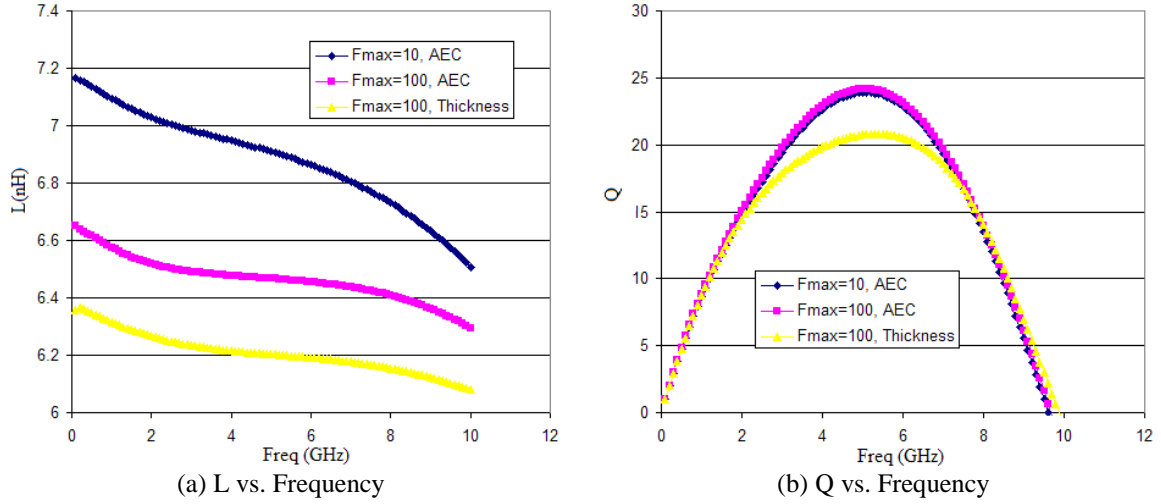 7.4
7.2
7
6.8
6.6
6.4
6.2
6
L(nH)
Fmax=10, AEC
Fmax=100, AEC
Fmax=100, Thickness
0 2 4 6 8 10 12
Freq (GHz)
(a) L vs. Frequency
30
25
20
15
10
5
0
Q
Fmax=10, AEC
Fmax=100, AEC
Fmax=100, Thickness
0 2 4 6 8 10 12
Freq (GHz)
(b) Q vs. Frequency